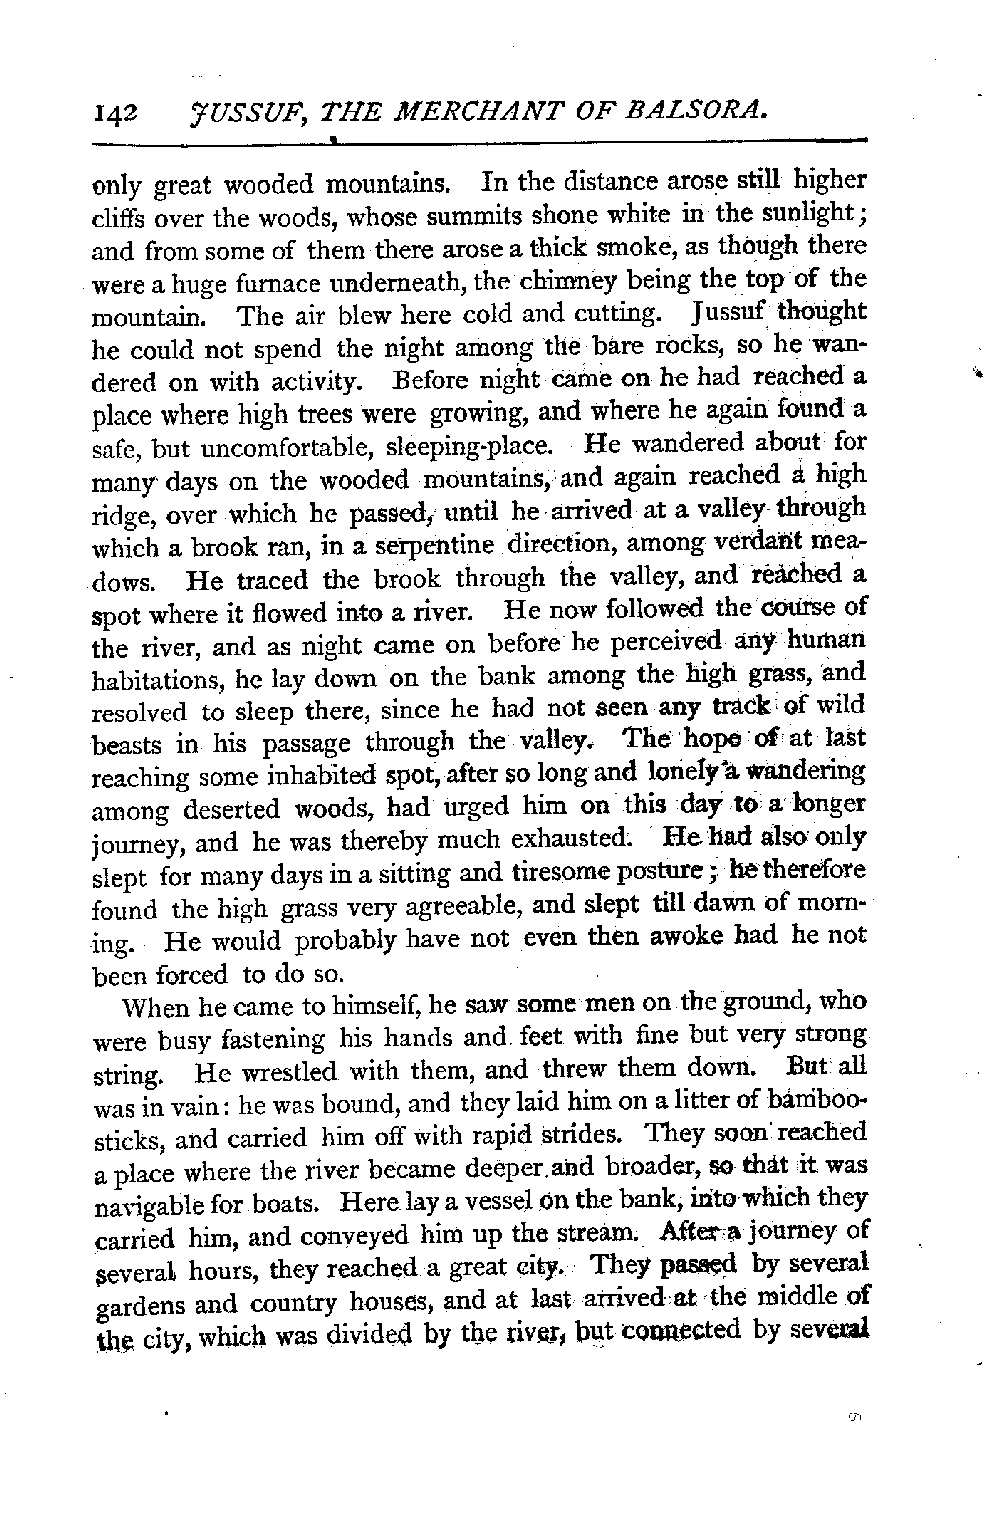 142 JUSSUF, THE MERCHANT OF BALSORA.
only great wooded mountains. In the distance arose still higher
cliffs over the woods, whose summits shone white in the sunlight;
and from some of them there arose a thick smoke, as though there
were a huge furnace underneath, the chimney being the top of the
mountain. The air blew here cold and cutting. Jussuf thought
he could not spend the night among the bare rocks, so he wan-
dered on with activity. Before night came on he had reached a
place where high trees were growing, and where he again found a
safe, but uncomfortable, sleeping-place. He wandered about for
many days on the wooded mountains, and again reached a high
ridge, over which he passed, until he arrived at a valley through
which a brook ran, in a serpentine direction, among verdant mea-
dows. He traced the brook through the valley, and reached a
spot where it flowed into a river. He now followed the course of
the river, and as night came on before he perceived any human
habitations, he lay down on the bank among the high grass, and
resolved to sleep there, since he had not seen any track of wild
beasts in his passage through the valley. The hope of at last
reaching some inhabited spot, after so long and lonely a wandering
among deserted woods, had urged him on this day to a longer
journey, and he was thereby much exhausted. He had also only
slept for many days in a sitting and tiresome posture; he therefore
found the high grass very agreeable, and slept till dawn of morn-
ing. He would probably have not even then awoke had he not
been forced to do so.
When he came to himself, he saw some men on the ground, who
were busy fastening his hands and feet with fine but very strong
string. He wrestled with them, and threw them down. But all
was in vain: he was bound, and they laid him on a litter of bamboo-
sticks, and carried him off with rapid strides. They soon reached
a place where the river became deeper and broader, so that it was
navigable for boats. Here lay a vessel on the bank, into which they
carried him, and conveyed him up the stream. After a journey of
several hours, they reached a great city. They passed by several
gardens and country houses, and at last arrived at the middle of
the city, which was divided by the river, but connected by several